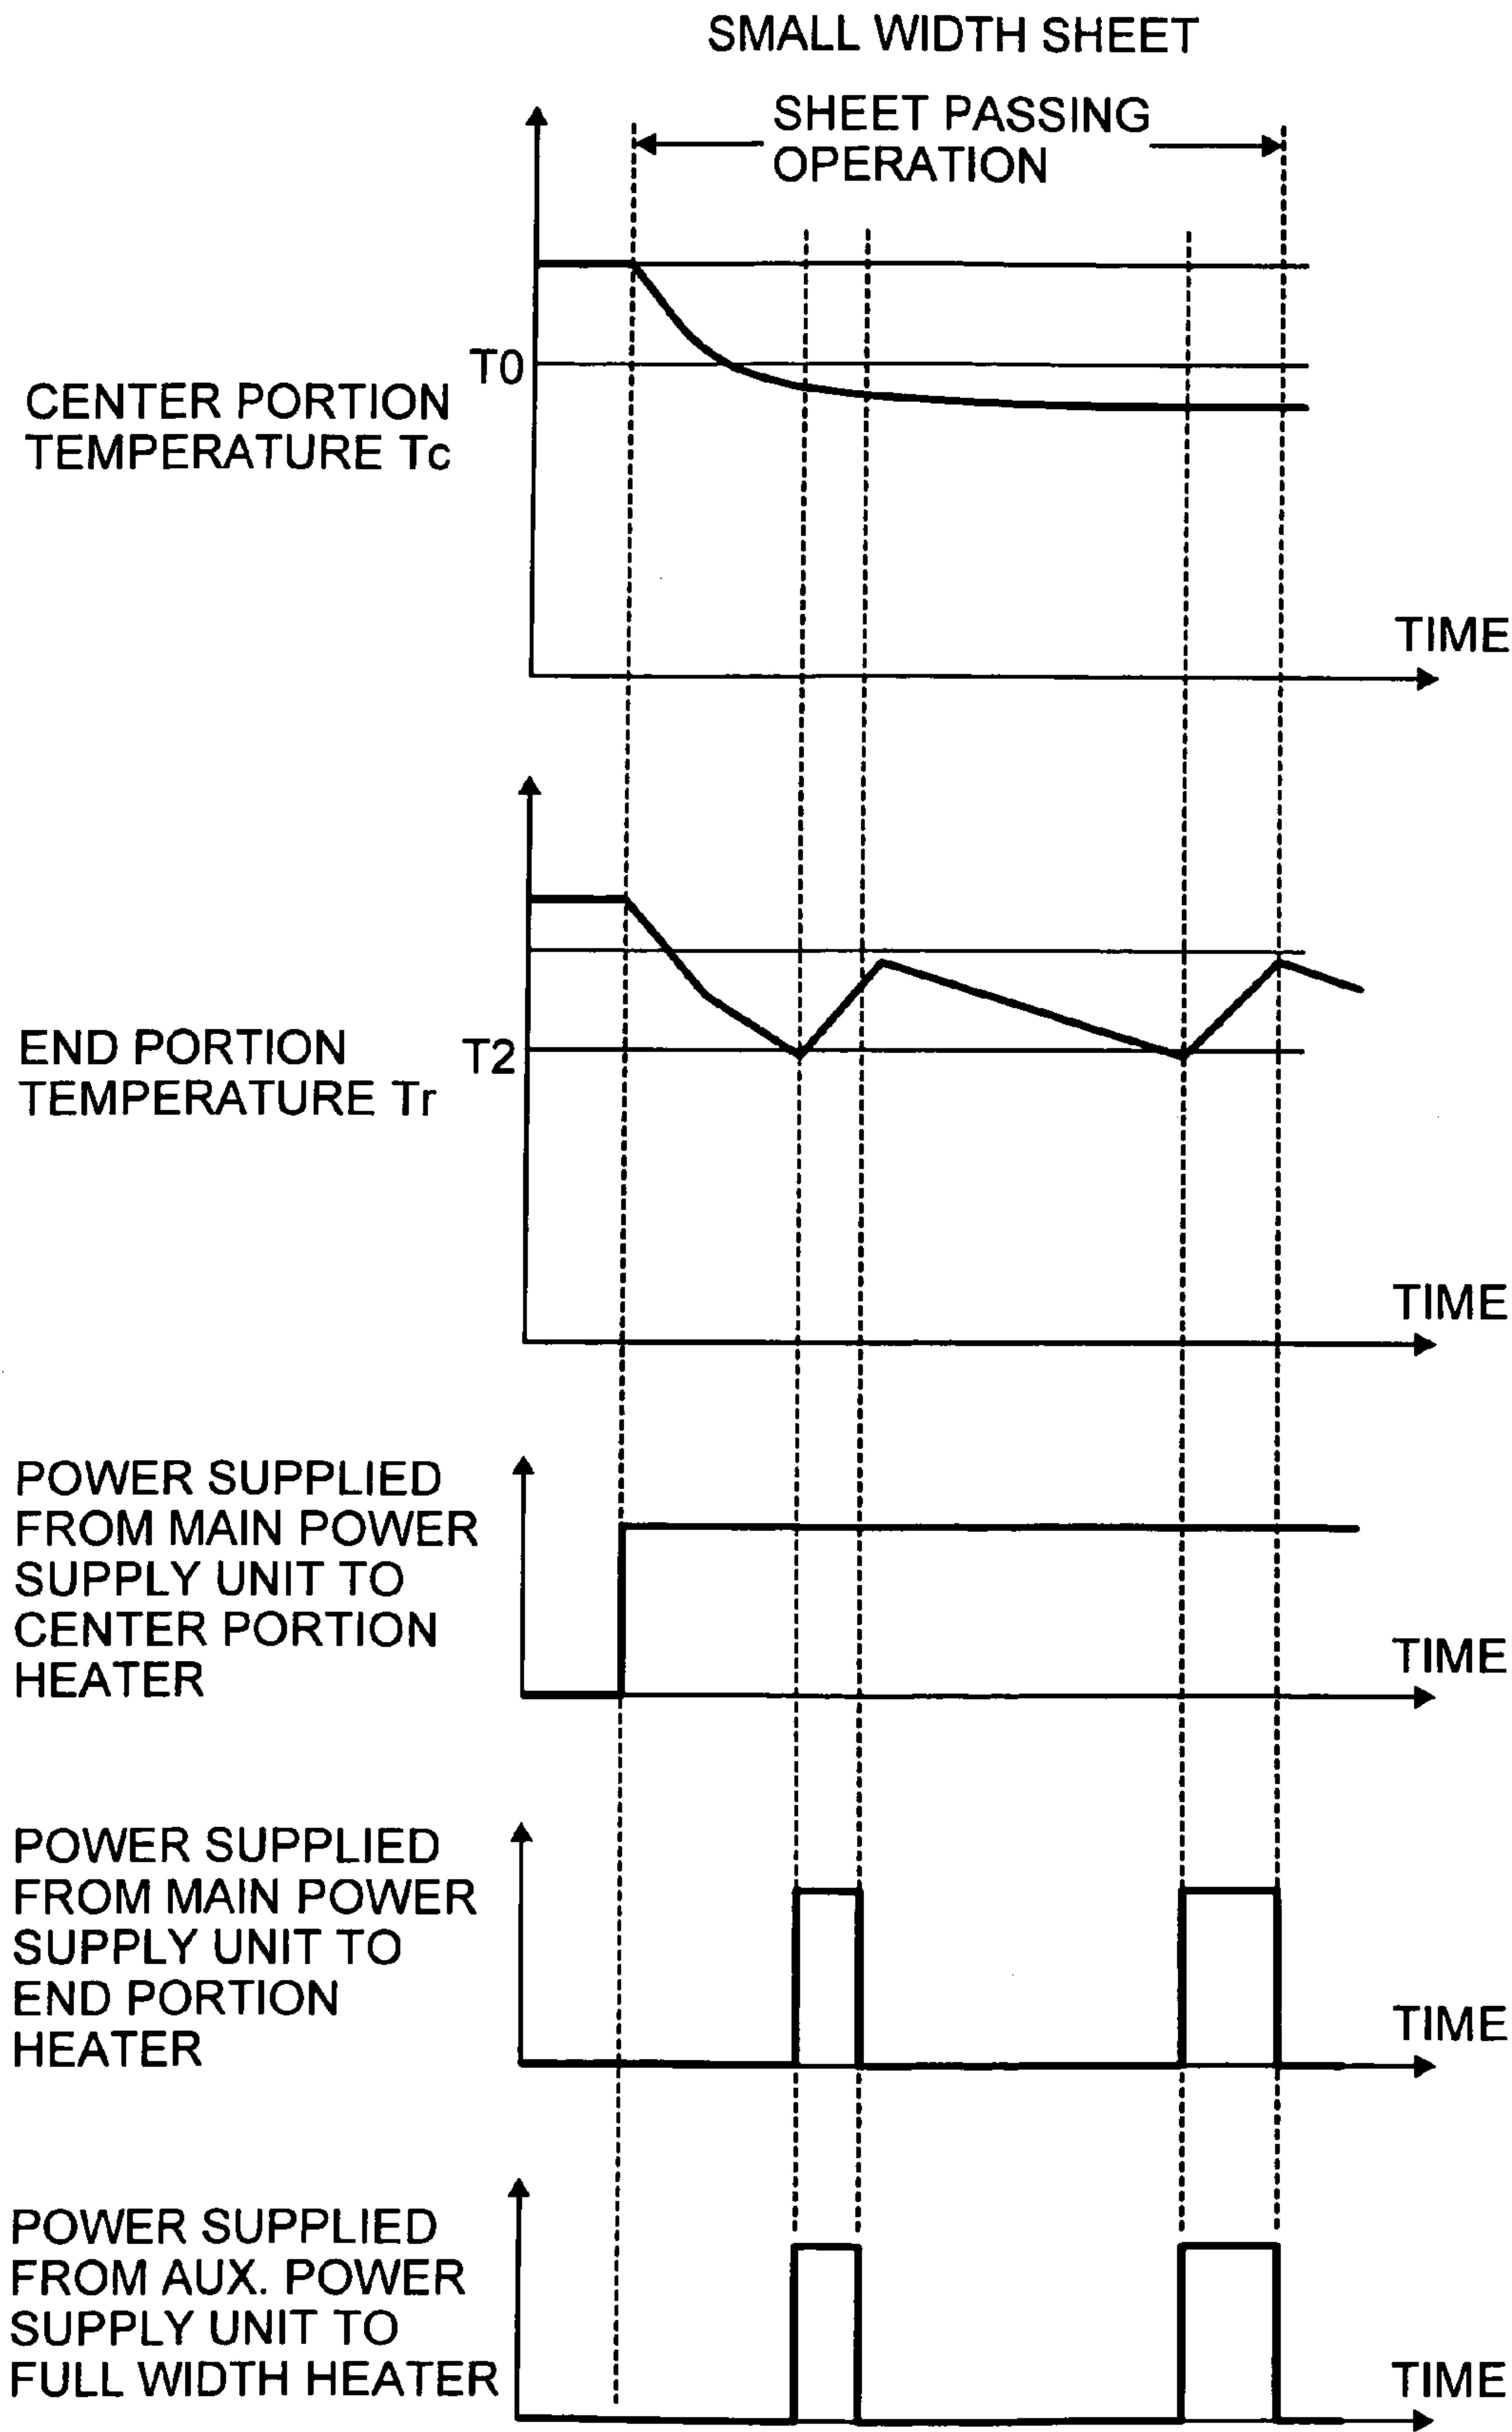 SMALL WIDTH SHEET
SHEET PASSING
OPERATION
T0
CENTER PORTION
TEMPERATURE Tc
TIME
END PORTION
TEMPERATURE Tr
T2
TIME
POWER SUPPLIED
FROM MAIN POWER
SUPPLY UNIT TO
CENTER PORTION
HEATER
TIME
POWER SUPPLIED
FROM MAIN POWER
SUPPLY UNIT TO
END PORTION
HEATER
TIME
POWER SUPPLIED
FROM AUX. POWER
SUPPLY UNIT TO
FULL WIDTH HEATER
TIME